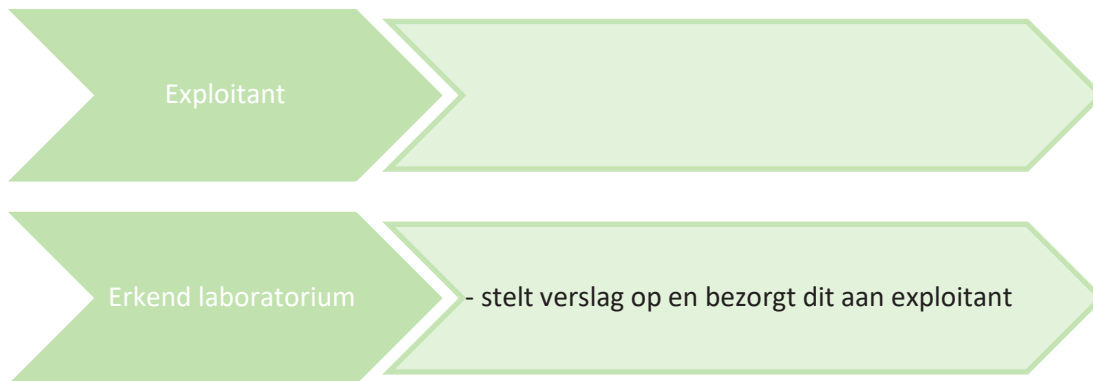 Exploitant
Erkend laboratorium
- stelt verslag op en bezorgt dit aan exploitant